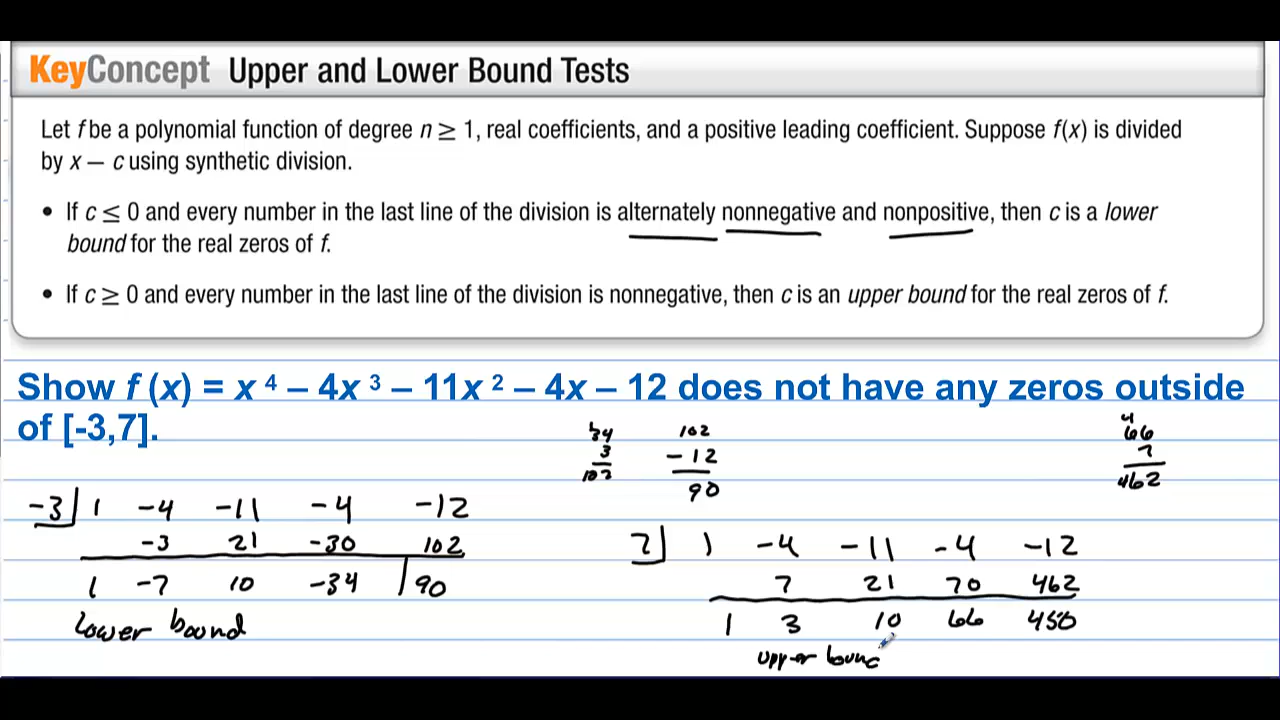 KeyConcept Upper and Lower Bound Tests
Let f be a polynomial function of degree n ≥ 1, real coefficients, and a positive leading coefficient. Suppose f(x) is divided
by x – c using synthetic division.
• If c ≤ 0 and every number in the last line of the division is alternately nonnegative and nonpositive, then c is a lower
bound for the real zeros of f.
• If c ≥ 0 and every number in the last line of the division is nonnegative, then c is an upper bound for the real zeros of f.
Show f (x) = x 4 – 4x 3 – 11x 2 – 4x – 12 does not have any zeros outside
of [-3,7].
34
3
102
102
-12
90
4
66
7
462
-3 1 -4 -11 -4 -12
-3 21 -30 102
1 -7 10 -34 90
lower bound
7 1 -4 -11 -4 -12
7 21 70 462
1 3 10 66 450
upper bound